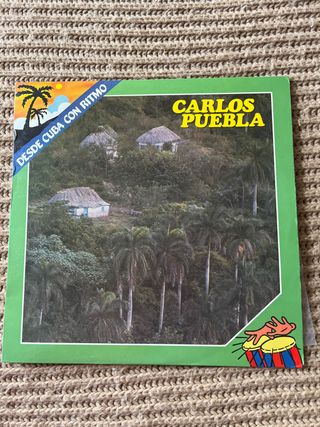 DESDE CUBA CON RITMO
CARLOS
PUEBLA